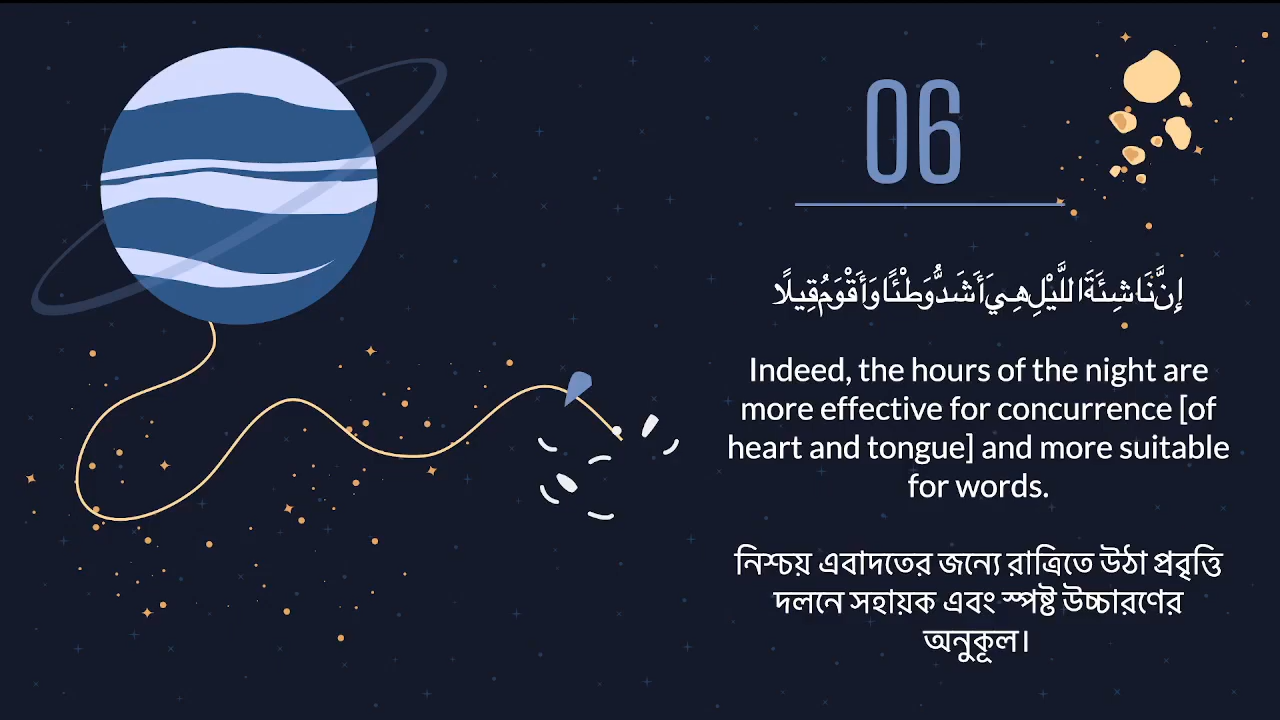 06
إِنَّ نَاشِئَةَ اللَّيْلِ هِيَ أَشَدُّ وَطْئًا وَأَقْوَمُ قِيلًا
Indeed, the hours of the night are
more effective for concurrence [of
heart and tongue] and more suitable
for words.
নিশ্চয় এবাদতের জন্যে রাত্রিতে উঠা প্রবৃত্তি
দলনে সহায়ক এবং স্পষ্ট উচ্চারণের
অনুকূল।